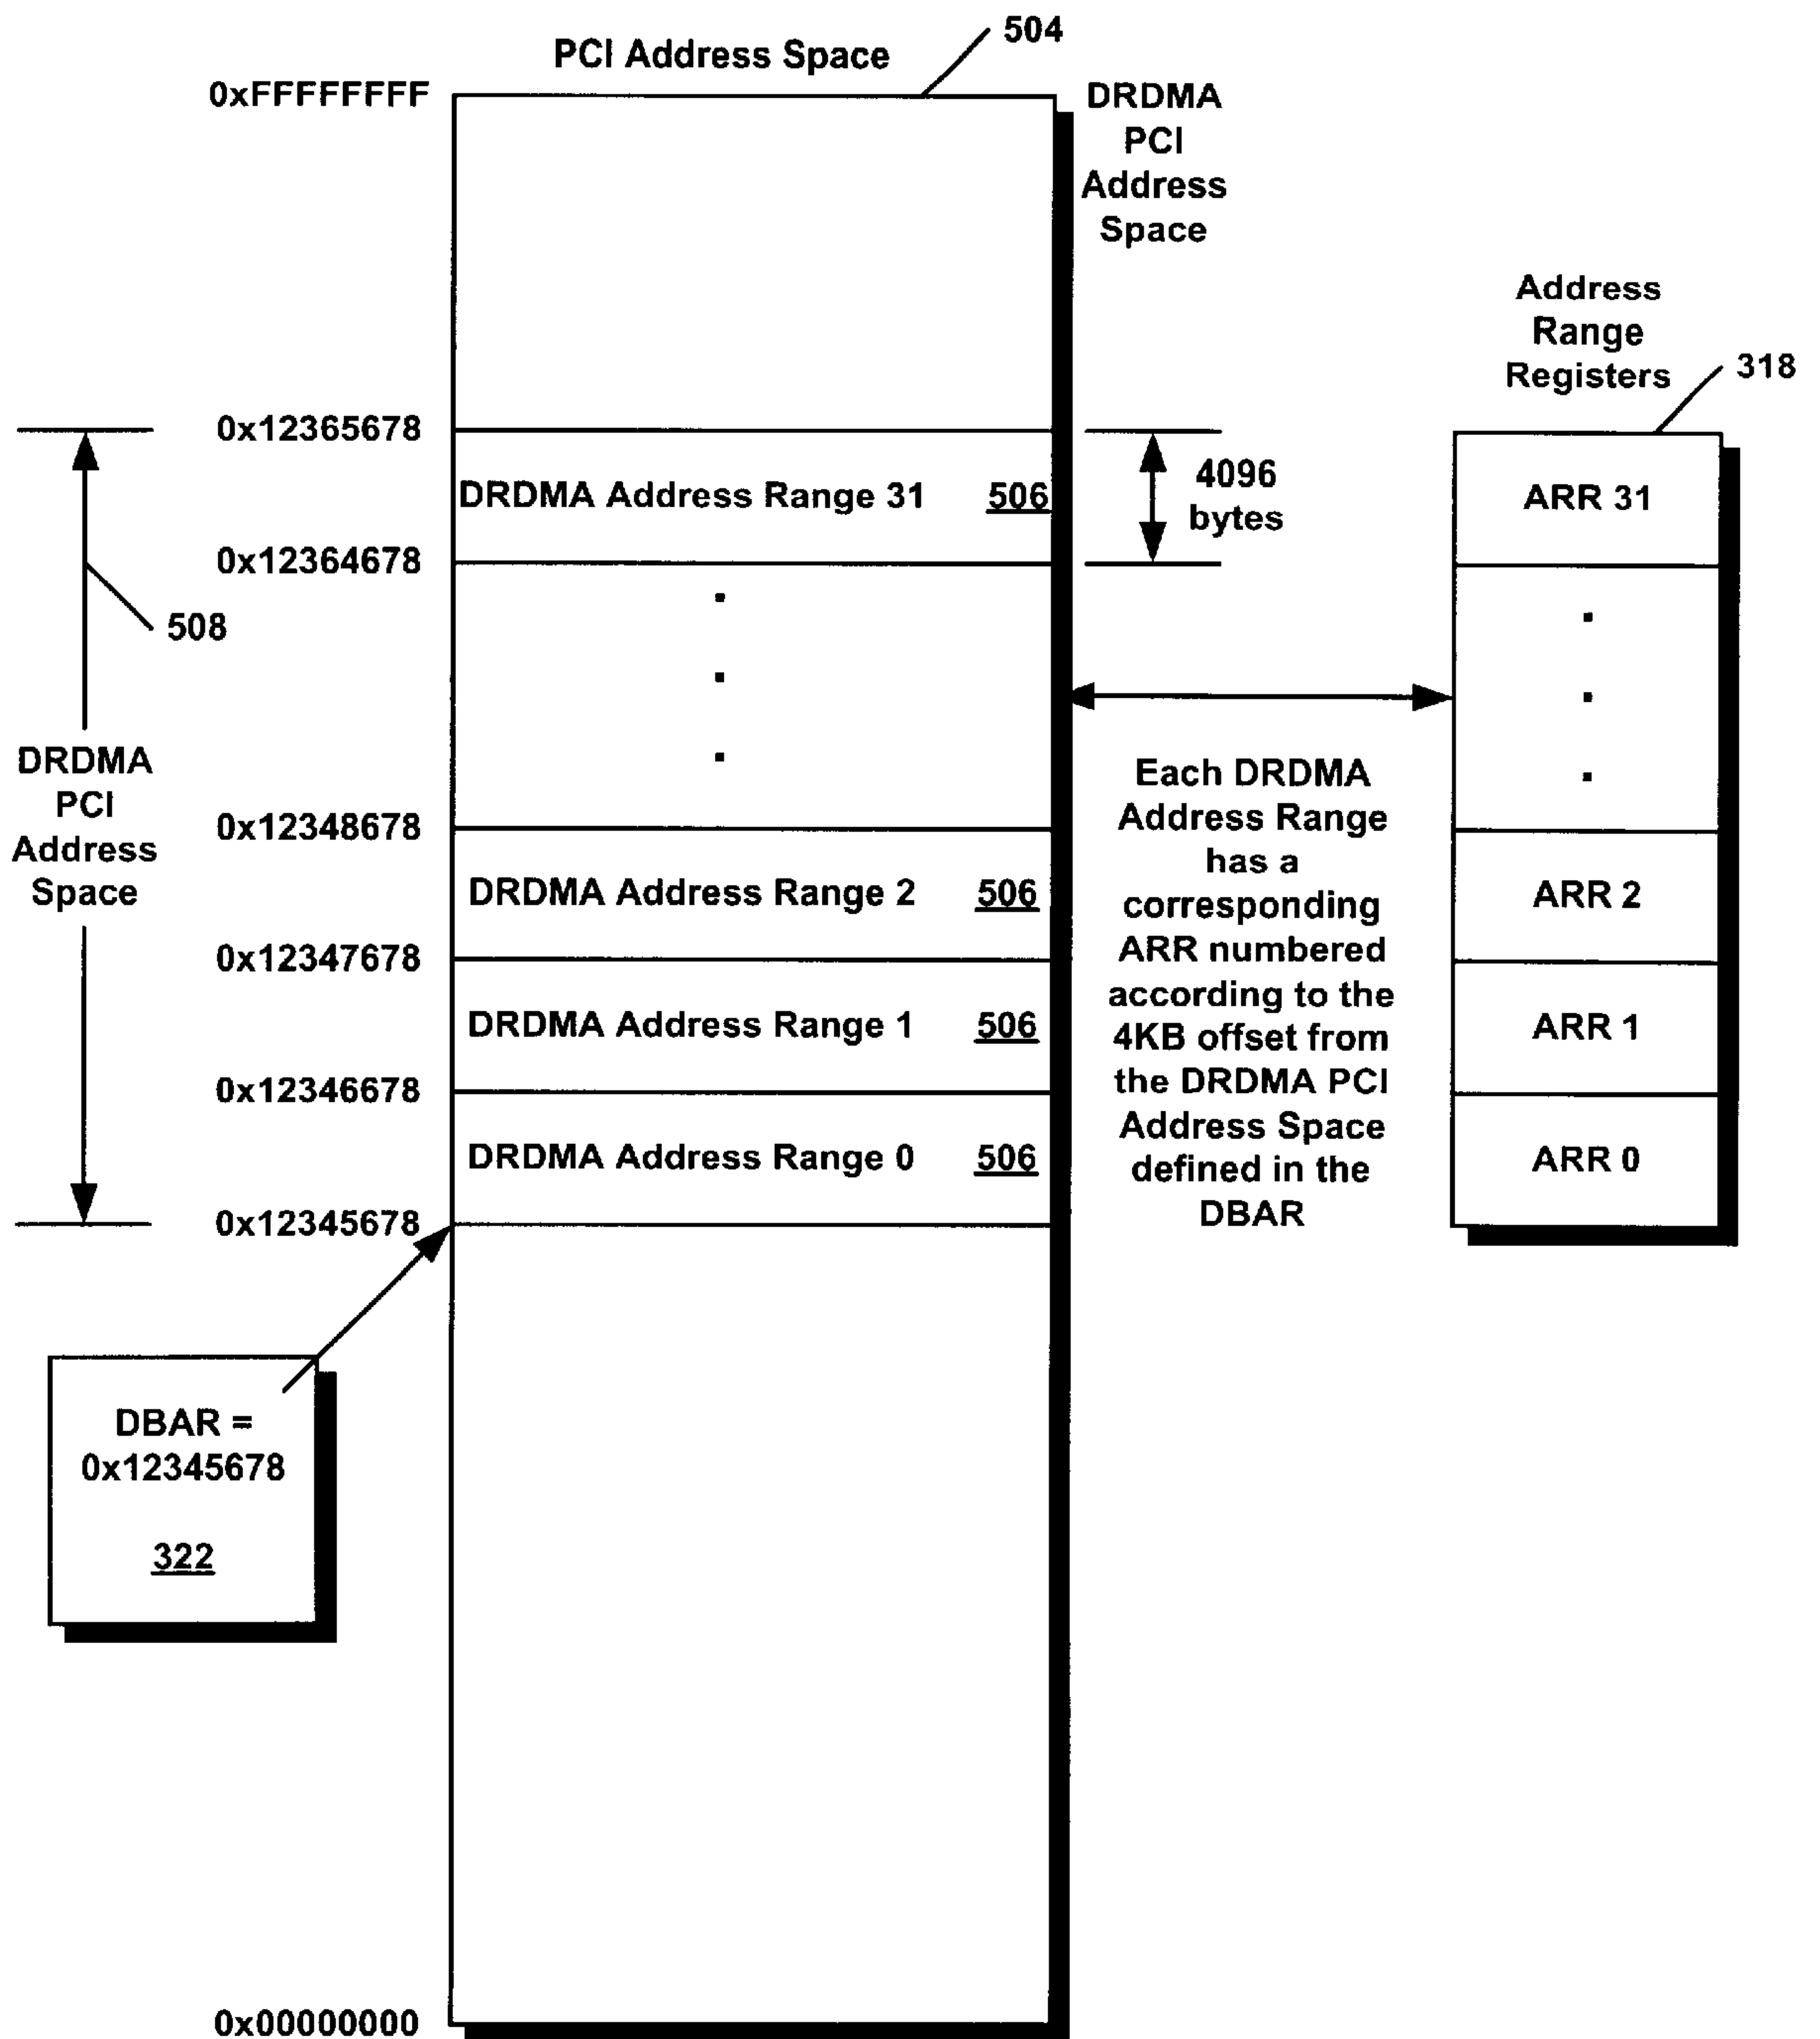 PCI Address Space
504
0xFFFFFFFF
DRDMA
PCI
Address
Space
Address
Range
Registers
318
0x12365678
DRDMA Address Range 31 506
4096
bytes
ARR 31
0x12364678
508
.
.
.
.
.
.
DRDMA
PCI
Address
Space
0x12348678
DRDMA Address Range 2 506
ARR 2
0x12347678
DRDMA Address Range 1 506
ARR 1
0x12346678
DRDMA Address Range 0 506
ARR 0
0x12345678
Each DRDMA
Address Range
has a
corresponding
ARR numbered
according to the
4KB offset from
the DRDMA PCI
Address Space
defined in the
DBAR
DBAR =
0x12345678
322
0x00000000